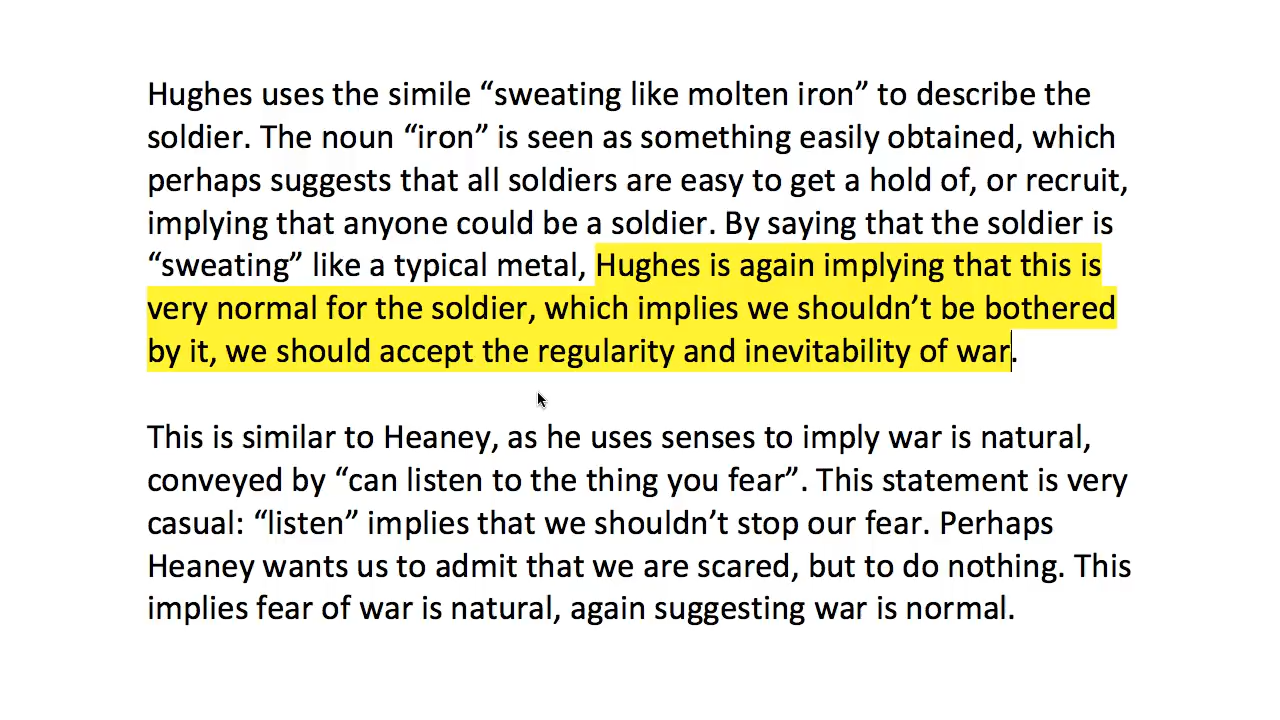 Hughes uses the simile “sweating like molten iron” to describe the
soldier. The noun “iron” is seen as something easily obtained, which
perhaps suggests that all soldiers are easy to get a hold of, or recruit,
implying that anyone could be a soldier. By saying that the soldier is
“sweating” like a typical metal, Hughes is again implying that this is
very normal for the soldier, which implies we shouldn’t be bothered
by it, we should accept the regularity and inevitability of war.
This is similar to Heaney, as he uses senses to imply war is natural,
conveyed by “can listen to the thing you fear”. This statement is very
casual: “listen” implies that we shouldn’t stop our fear. Perhaps
Heaney wants us to admit that we are scared, but to do nothing. This
implies fear of war is natural, again suggesting war is normal.